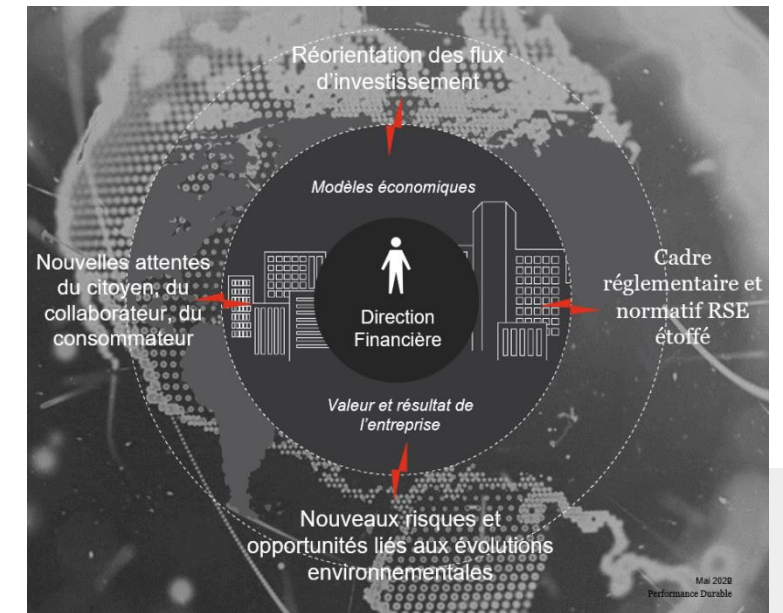 Réorientation des flux
d'investissement
Modèles économiques
Nouvelles attentes
du citoyen, du
collaborateur, du
consommateur
Direction
Financière
Cadre
réglementaire et
normatif RSE
étoffé
Valeur et résultat de
l'entreprise
Nouveaux risques et
opportunités liés aux évolutions
environnementales
Mai
Performance Durable